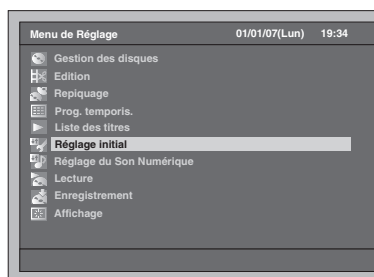 Menu de Réglage 01/01/07(Lun) 19:34
Gestion des disques
Edition
Repiquage
Prog. temporis.
Liste des titres
Réglage initial
Réglage du Son Numérique
Lecture
Enregistrement
Affichage